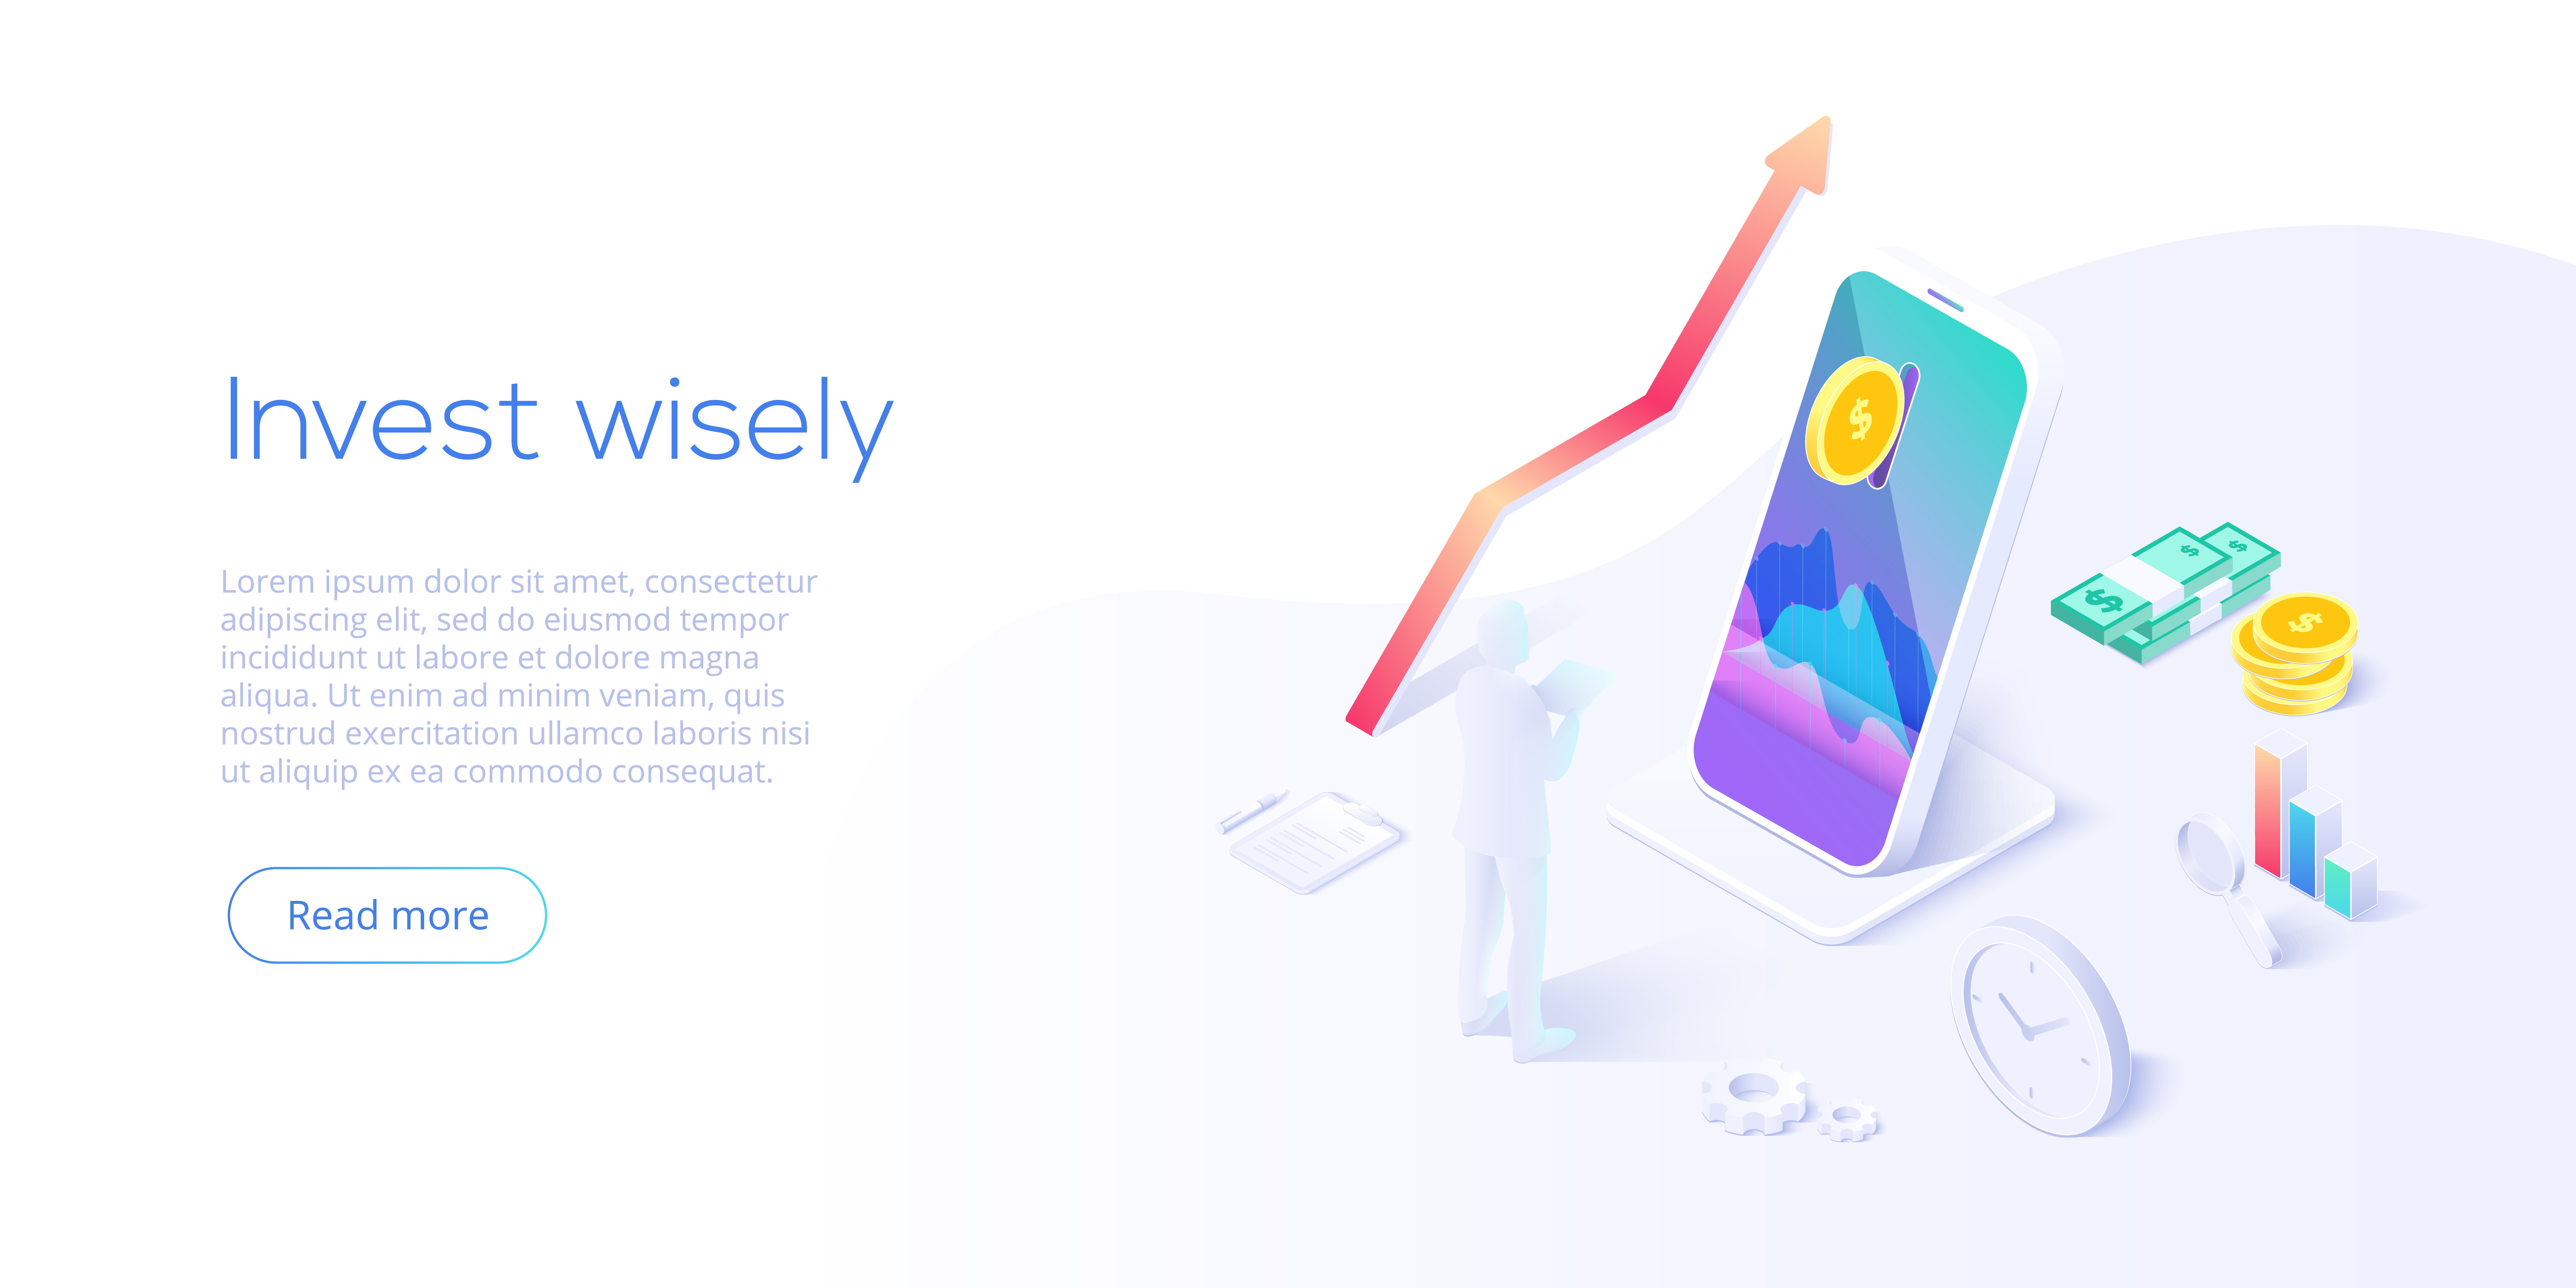 Invest wisely
Lorem ipsum dolor sit amet, consectetur
adipiscing elit, sed do eiusmod tempor
incididunt ut labore et dolore magna
aliqua. Ut enim ad minim veniam, quis
nostrud exercitation ullamco laboris nisi
ut aliquip ex ea commodo consequat.
Read more
$
$
$
$
$